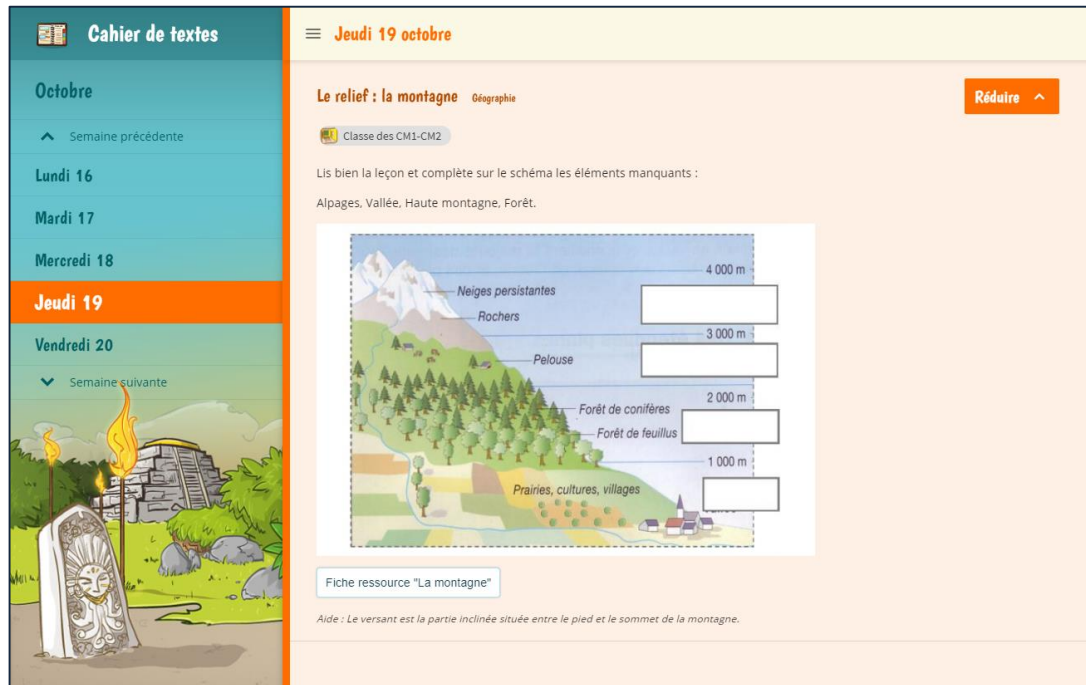 Cahier de textes
Octobre
Semaine précédente
Lundi 16
Mardi 17
Mercredi 18
Jeudi 19
Vendredi 20
Semaine suivante
Jeudi 19 octobre
Le relief : la montagne Géographie
Réduire
Classe des CM1-CM2
Lis bien la leçon et complète sur le schéma les éléments manquants :
Alpages, Vallée, Haute montagne, Forêt.
4 000 m
Neiges persistantes
Rochers
3 000 m
Pelouse
2 000 m
Forêt de conifères
Forêt de feuillus
1 000 m
Prairies, cultures, villages
Fiche ressource "La montagne"
Aide : Le versant est la partie inclinée située entre le pied et le sommet de la montagne.